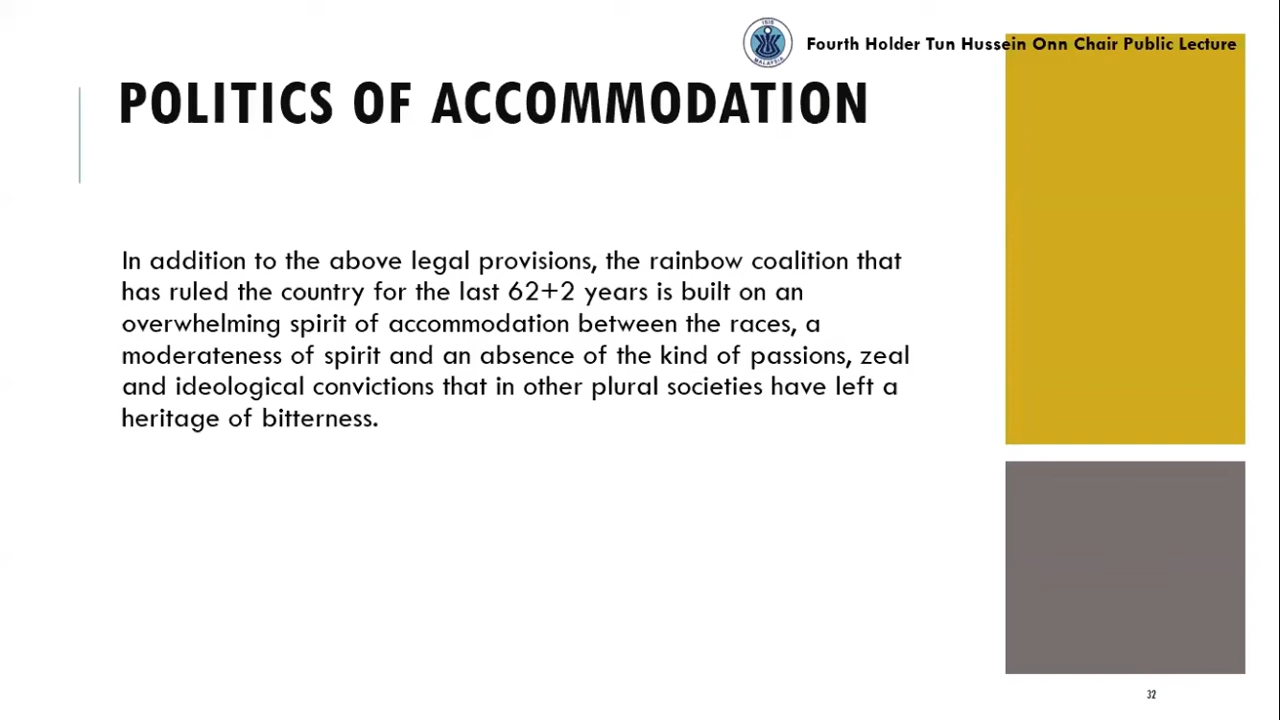 ISIS
MALAYSIA
Fourth Holder Tun Hussein Onn Chair Public Lecture
POLITICS OF ACCOMMODATION
In addition to the above legal provisions, the rainbow coalition that
has ruled the country for the last 62+2 years is built on an
overwhelming spirit of accommodation between the races, a
moderateness of spirit and an absence of the kind of passions, zeal
and ideological convictions that in other plural societies have left a
heritage of bitterness.
32